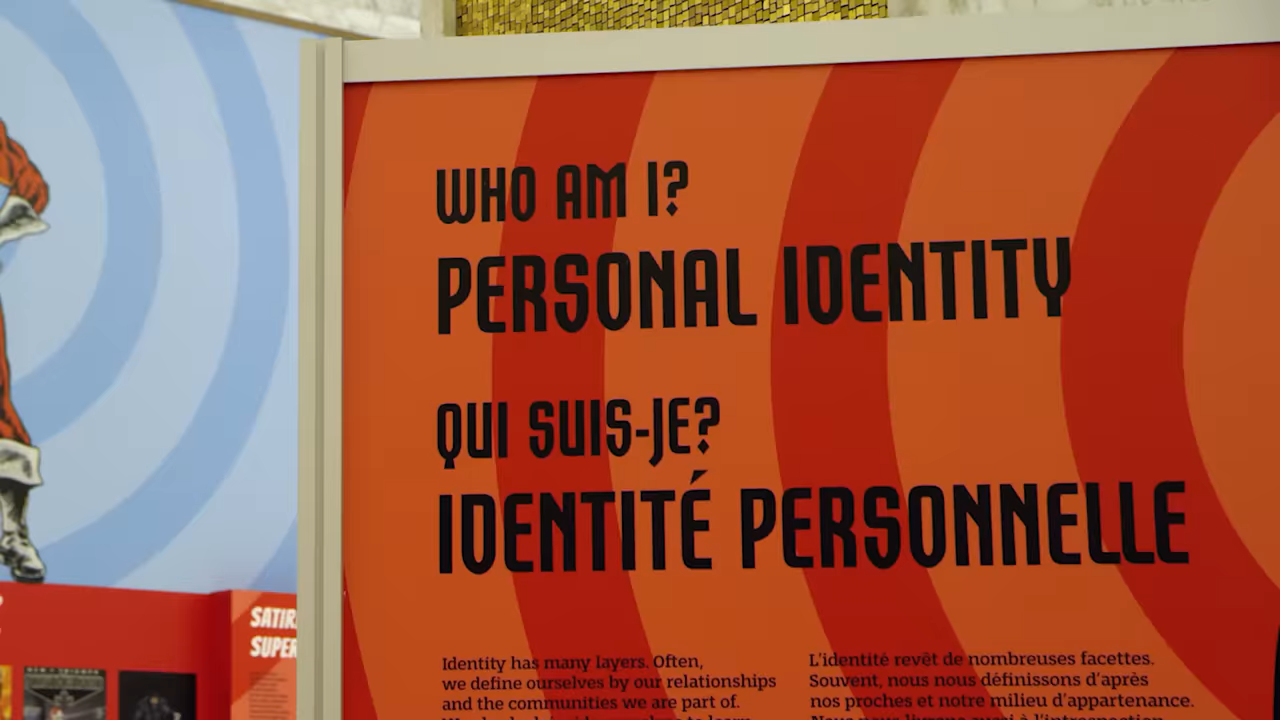 WHO AM I?
PERSONAL IDENTITY
QUI SUIS-JE?
IDENTITÉ PERSONNELLE
Identity has many layers. Often,
we define ourselves by our relationships
and the communities we are part of.
L'identité revêt de nombreuses facettes.
Souvent, nous nous définissons d'après
nos proches et notre milieu d'appartenance.
SATIR
SUPER